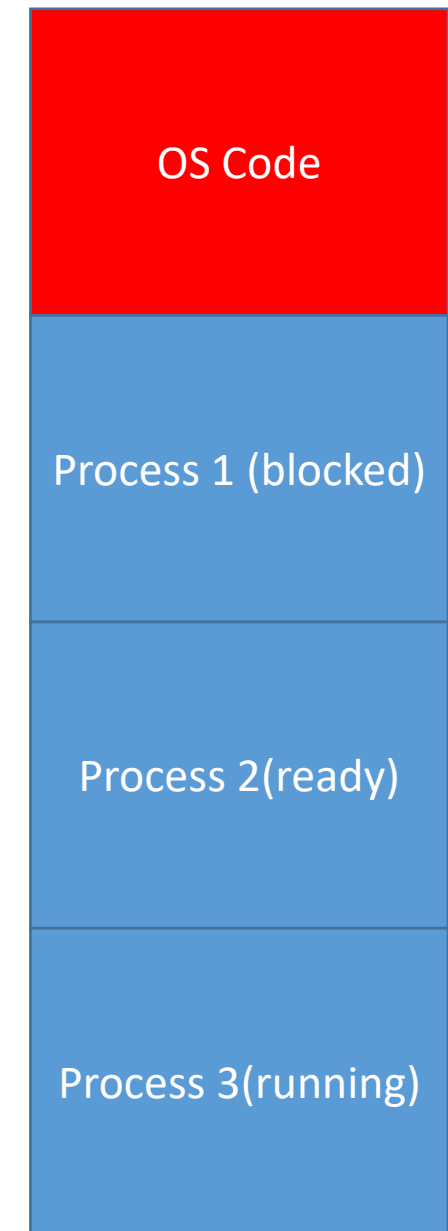 OS Code
Process 1 (blocked)
Process 2(ready)
Process 3(running)